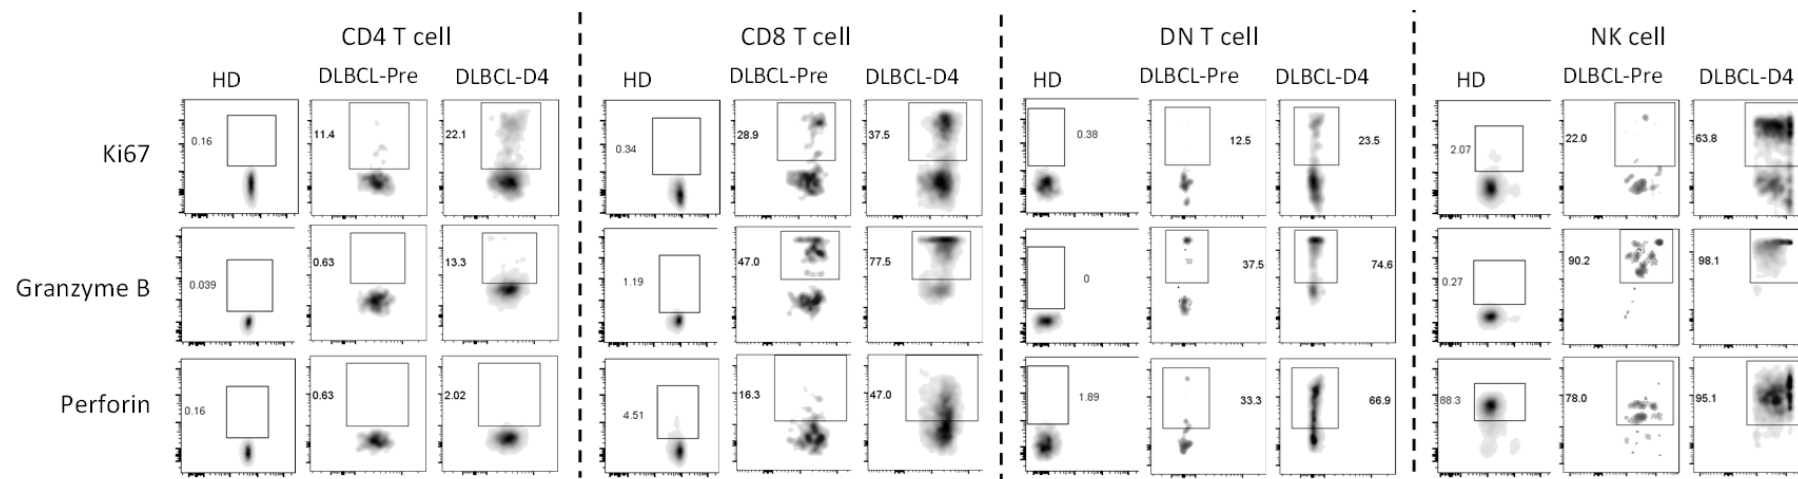 CD4 T cell CD8 T cell DN T cell NK cell
HD DLBCL-Pre DLBCL-D4 HD DLBCL-Pre DLBCL-D4 HD DLBCL-Pre DLBCL-D4 HD DLBCL-Pre DLBCL-D4
Ki67 0.16 11.4 22.1 0.34 28.9 37.5 0.38 12.5 23.5 2.07 22.0 63.8
Granzyme B 0.039 0.63 13.3 1.19 47.0 77.5 0 37.5 74.6 0.27 90.2 98.1
Perforin 0.16 0.63 2.02 4.51 16.3 47.0 1.89 33.3 66.9 88.3 78.0 95.1